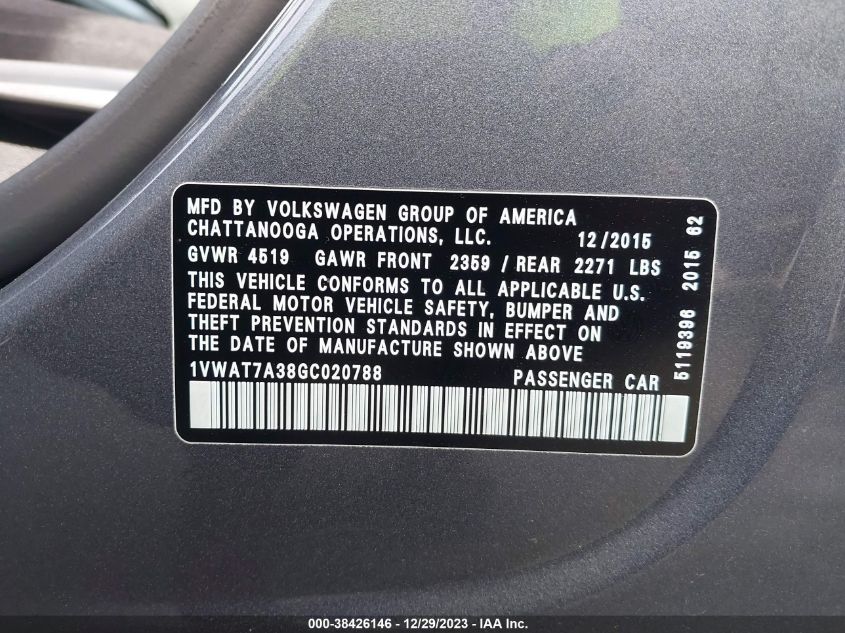 MFD BY VOLKSWAGEN GROUP OF AMERICA
CHATTANOOGA OPERATIONS, LLC. 12/2015
GVWR 4519 GAWR FRONT 2359 / REAR 2271 LBS
THIS VEHICLE CONFORMS TO ALL APPLICABLE U.S.
FEDERAL MOTOR VEHICLE SAFETY, BUMPER AND
THEFT PREVENTION STANDARDS IN EFFECT ON
THE DATE OF MANUFACTURE SHOWN ABOVE
1VWAT7A38GC020788 PASSENGER CAR
5119396 2015 62
000-38426146 - 12/29/2023 - IAA Inc.